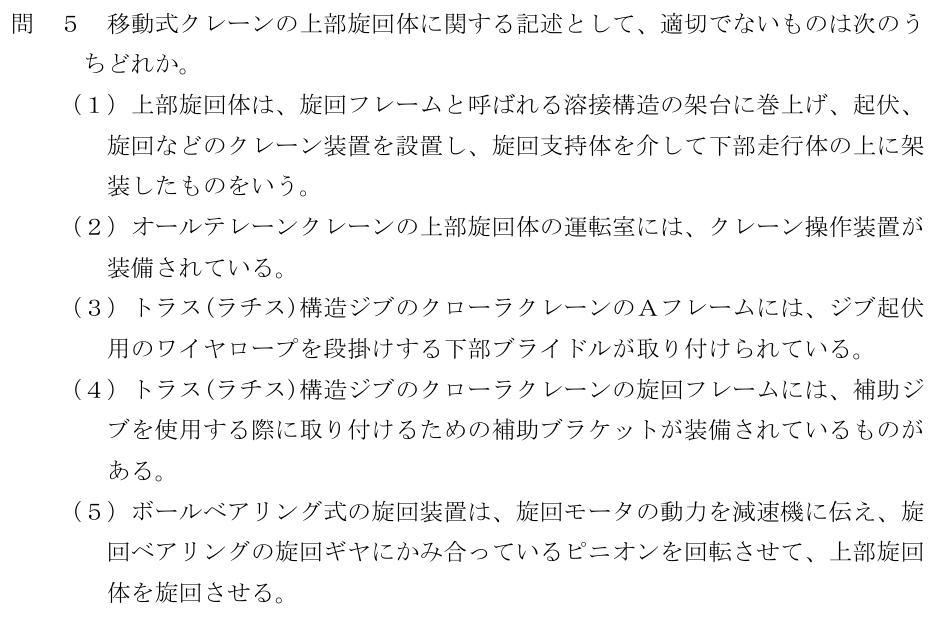 問　５　移動式クレーンの上部旋回体に関する記述として、適切でないものは次のう
ちどれか。
（１）上部旋回体は、旋回フレームと呼ばれる溶接構造の架台に巻上げ、起伏、
旋回などのクレーン装置を設置し、旋回支持体を介して下部走行体の上に架
装したものをいう。
（２）オールテレーンクレーンの上部旋回体の運転室には、クレーン操作装置が
装備されている。
（３）トラス(ラチス)構造ジブのクローラクレーンのＡフレームには、ジブ起伏
用のワイヤロープを段掛けする下部ブライドルが取り付けられている。
（４）トラス(ラチス)構造ジブのクローラクレーンの旋回フレームには、補助ジ
ブを使用する際に取り付けるための補助ブラケットが装備されているものが
ある。
（５）ボールベアリング式の旋回装置は、旋回モータの動力を減速機に伝え、旋
回ベアリングの旋回ギヤにかみ合っているピニオンを回転させて、上部旋回
体を旋回させる。